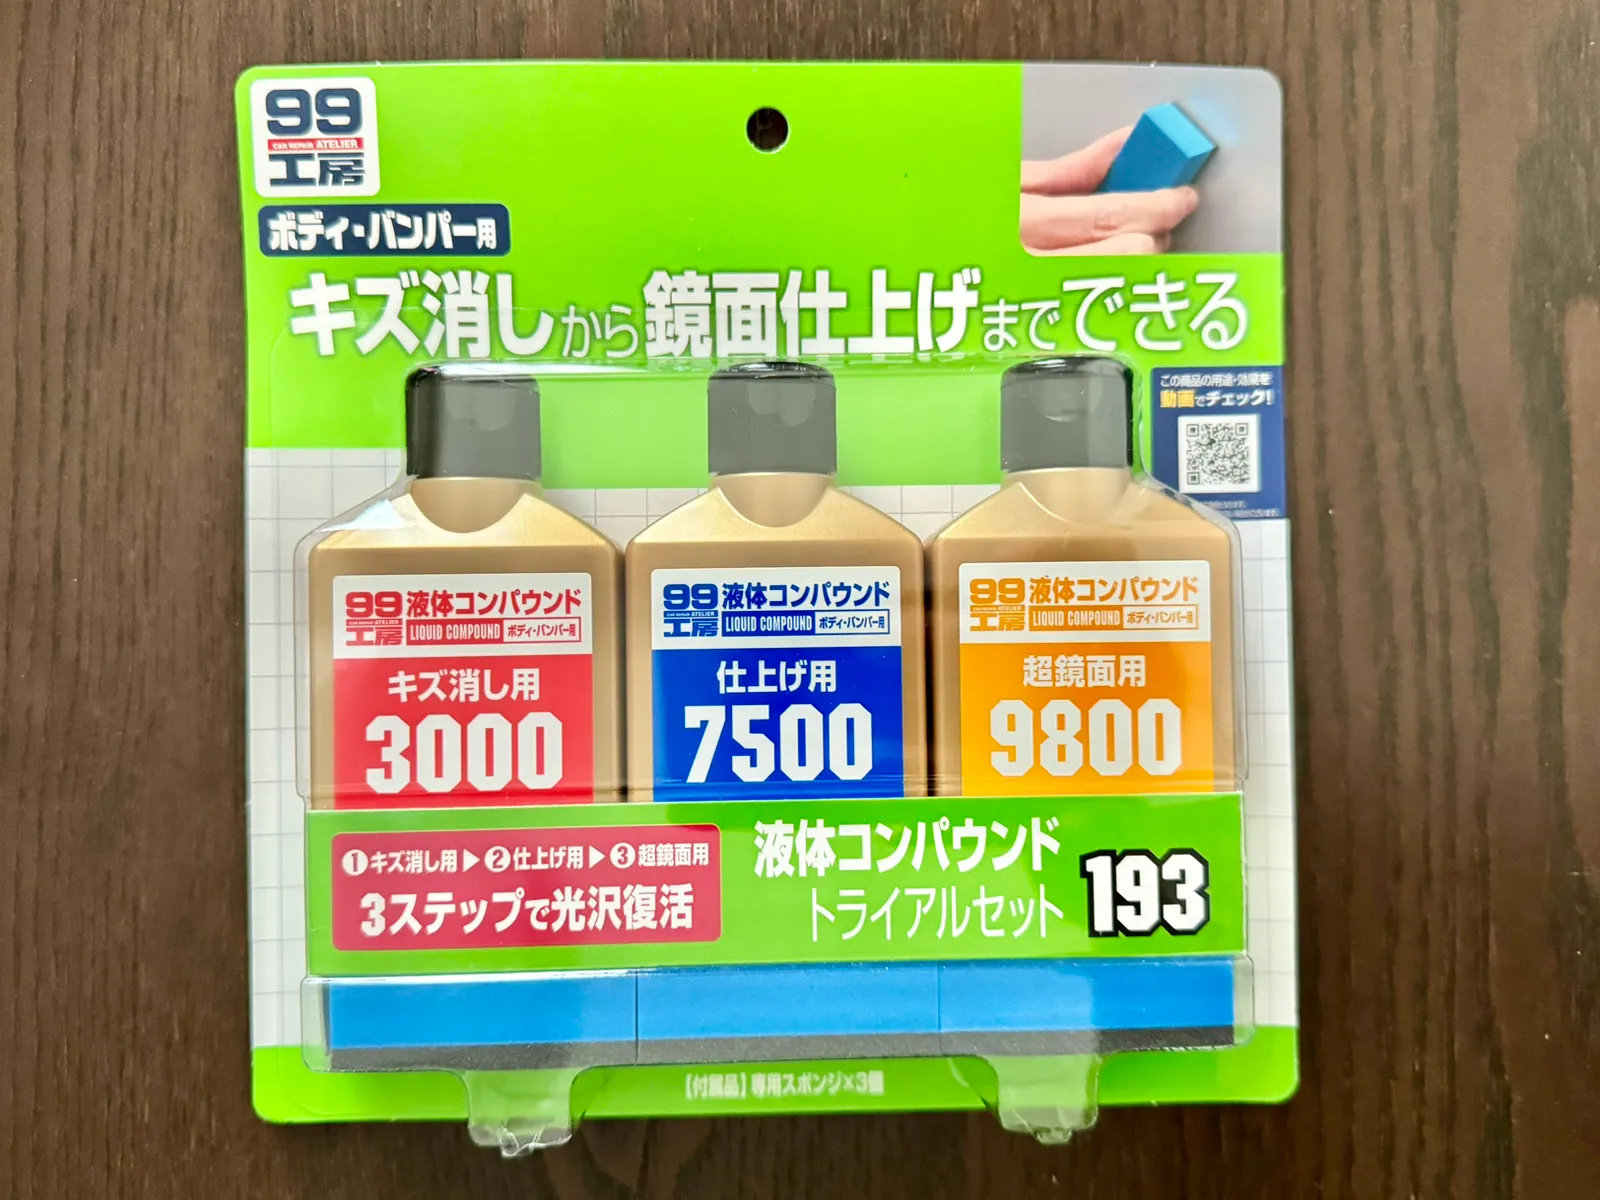 99
CAR REPAIR ATELIER
工房
ボディ・バンパー用
キズ消しから鏡面仕上げまでできる
この商品の用途・効果を
動画でチェック!
99工房
液体コンパウンド
LIQUID COMPOUND ボディ・バンパー用
キズ消し用
3000
99工房
液体コンパウンド
LIQUID COMPOUND ボディ・バンパー用
仕上げ用
7500
99工房
液体コンパウンド
LIQUID COMPOUND ボディ・バンパー用
超鏡面用
9800
①キズ消し用▶②仕上げ用▶③超鏡面用
3ステップで光沢復活
液体コンパウンド
トライアルセット
193
【付属品】専用スポンジ×3個